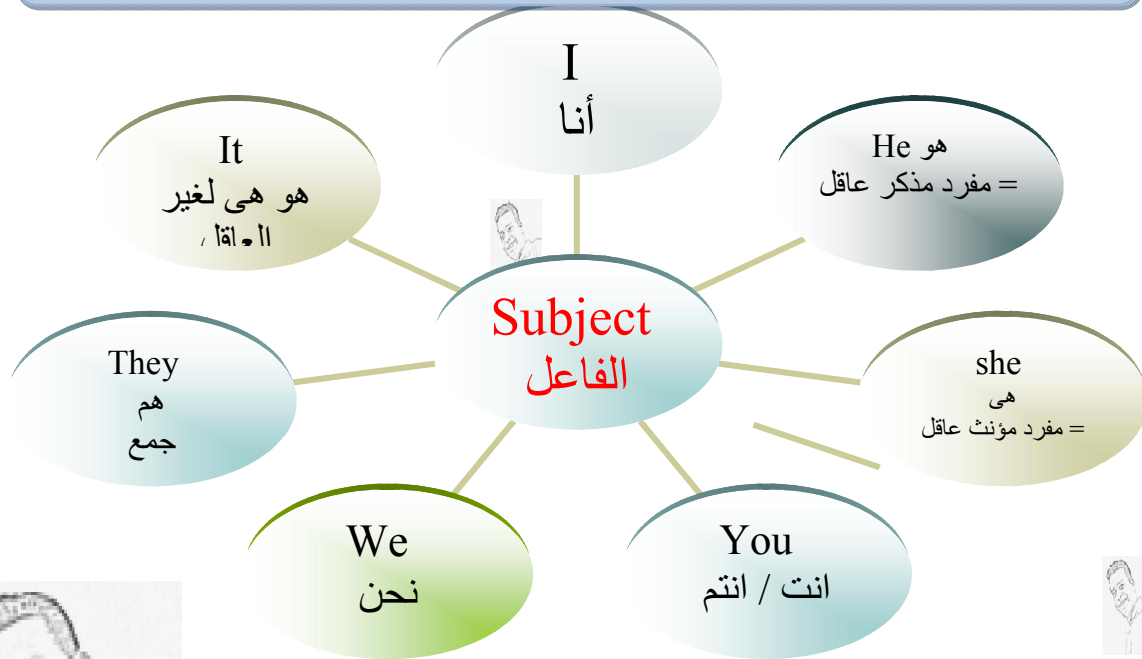 I
أنا
He هو
= مفرد مذكر عاقل
It
هو هى لغير
العاقل
Subject
الفاعل
she
هى
= مفرد مؤنث عاقل
They
هم
جمع
We
نحن
You
انت / انتم